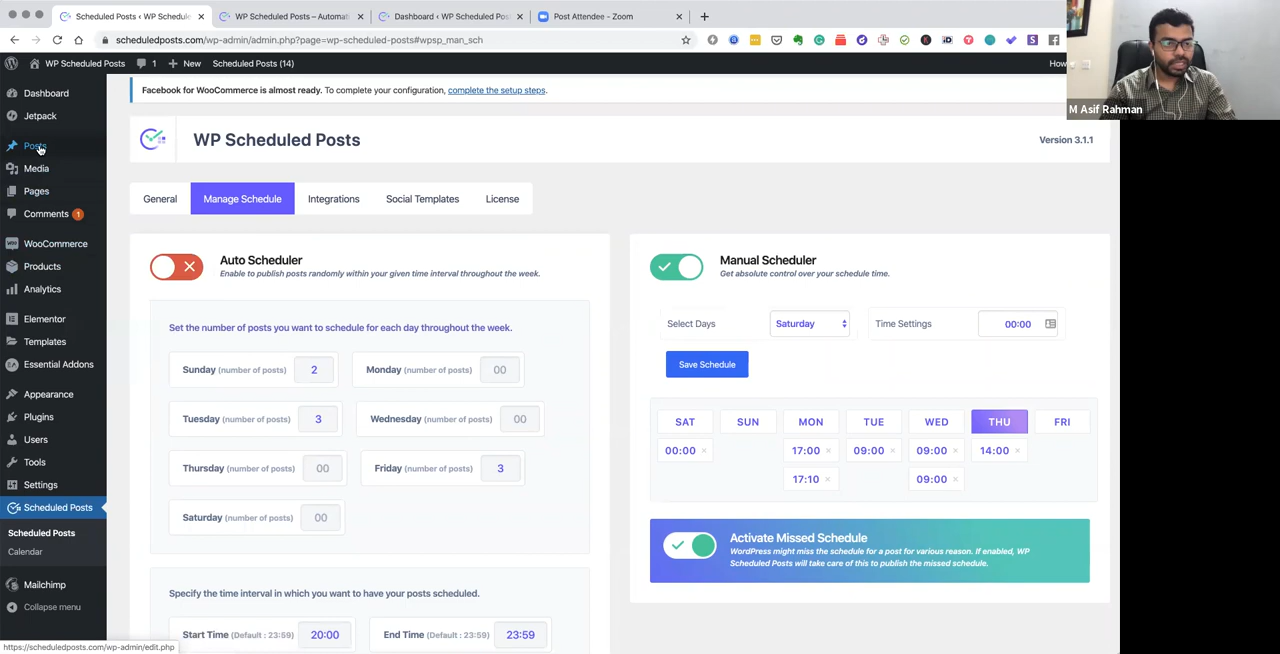 Scheduled Posts ‹ WP Schedule
WP Scheduled Posts – Automati
Dashboard ‹ WP Scheduled Pos
Post Attendee - Zoom
scheduledposts.com/wp-admin/admin.php?page=wp-scheduled-posts#wpsp_man_sch
WP Scheduled Posts
1
New
Scheduled Posts (14)
How
M Asif Rahman
Dashboard
Jetpack
Posts
Media
Pages
Comments 1
WooCommerce
Products
Analytics
Elementor
Templates
Essential Addons
Appearance
Plugins
Users
Tools
Settings
Scheduled Posts
Scheduled Posts
Calendar
Mailchimp
Collapse menu
https://scheduledposts.com/wp-admin/edit.php
Facebook for WooCommerce is almost ready. To complete your configuration, complete the setup steps.
WP Scheduled Posts
Version 3.1.1
General
Manage Schedule
Integrations
Social Templates
License
Auto Scheduler
Enable to publish posts randomly within your given time interval throughout the week.
Set the number of posts you want to schedule for each day throughout the week.
Sunday (number of posts) 2
Monday (number of posts) 00
Tuesday (number of posts) 3
Wednesday (number of posts) 00
Thursday (number of posts) 00
Friday (number of posts) 3
Saturday (number of posts) 00
Specify the time interval in which you want to have your posts scheduled.
Start Time (Default : 23:59) 20:00
End Time (Default : 23:59) 23:59
Manual Scheduler
Get absolute control over your schedule time.
Select Days
Saturday
Time Settings
00:00
Save Schedule
SAT SUN MON TUE WED THU FRI
00:00 × 17:00 × 09:00 × 09:00 × 14:00 ×
17:10 × 09:00 ×
Activate Missed Schedule
WordPress might miss the schedule for a post for various reason. If enabled, WP
Scheduled Posts will take care of this to publish the missed schedule.